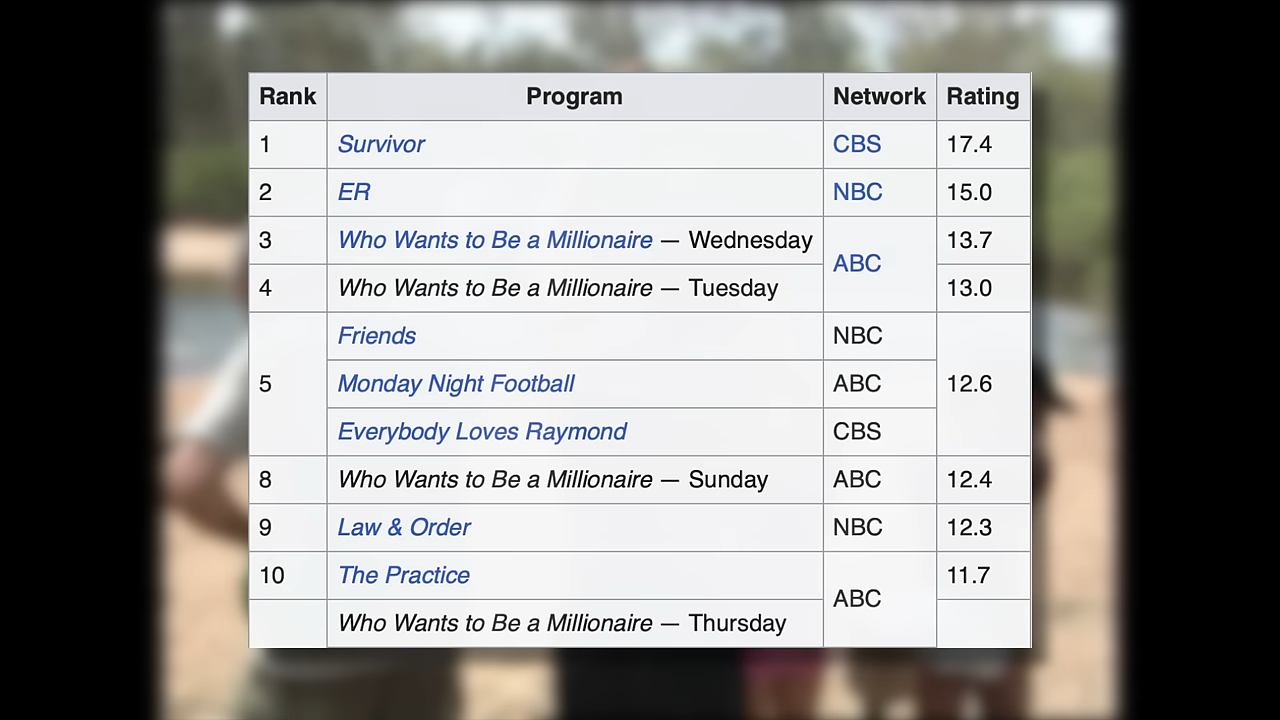 Rank Program Network Rating
1 Survivor CBS 17.4
2 ER NBC 15.0
3 Who Wants to Be a Millionaire — Wednesday ABC 13.7
4 Who Wants to Be a Millionaire — Tuesday 13.0
5 Friends NBC 12.6
Monday Night Football ABC
Everybody Loves Raymond CBS
8 Who Wants to Be a Millionaire — Sunday ABC 12.4
9 Law & Order NBC 12.3
10 The Practice ABC 11.7
Who Wants to Be a Millionaire — Thursday